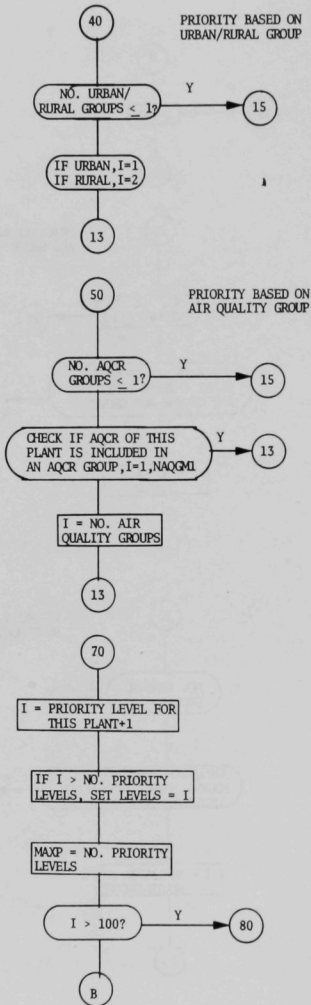 40
PRIORITY BASED ON
URBAN/RURAL GROUP
NO. URBAN/
RURAL GROUPS ≤ 1?
Y
15
IF URBAN,I=1
IF RURAL,I=2
13
50
PRIORITY BASED ON
AIR QUALITY GROUP
NO. AQCR
GROUPS ≤ 1?
Y
15
CHECK IF AQCR OF THIS
PLANT IS INCLUDED IN
AN AQCR GROUP,I=1,NAQGM1
Y
13
I = NO. AIR
QUALITY GROUPS
13
70
I = PRIORITY LEVEL FOR
THIS PLANT+1
IF I > NO. PRIORITY
LEVELS, SET LEVELS = I
MAXP = NO. PRIORITY
LEVELS
I > 100?
Y
80
B